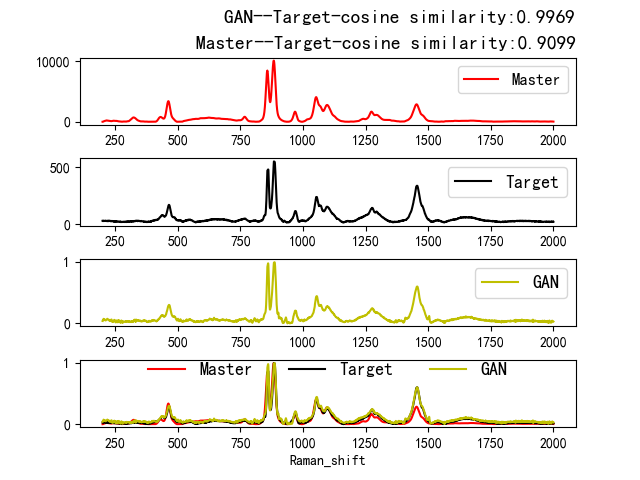 GAN--Target-cosine similarity:0.9969
Master--Target-cosine similarity:0.9099
10000
0
Master
250 500 750 1000 1250 1500 1750 2000
500
0
Target
250 500 750 1000 1250 1500 1750 2000
1
0
GAN
250 500 750 1000 1250 1500 1750 2000
1
0
Master Target GAN
250 500 750 1000 1250 1500 1750 2000
Raman_shift